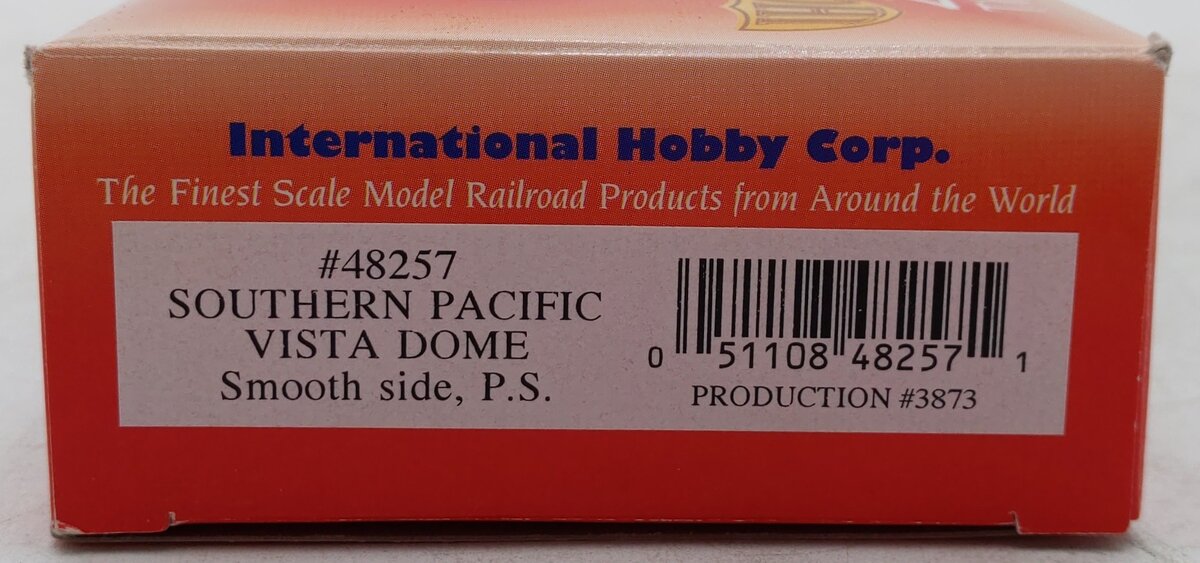 International Hobby Corp.
The Finest Scale Model Railroad Products from Around the World
#48257
SOUTHERN PACIFIC
VISTA DOME
Smooth side, P.S.
0 51108 48257 1
PRODUCTION #3873